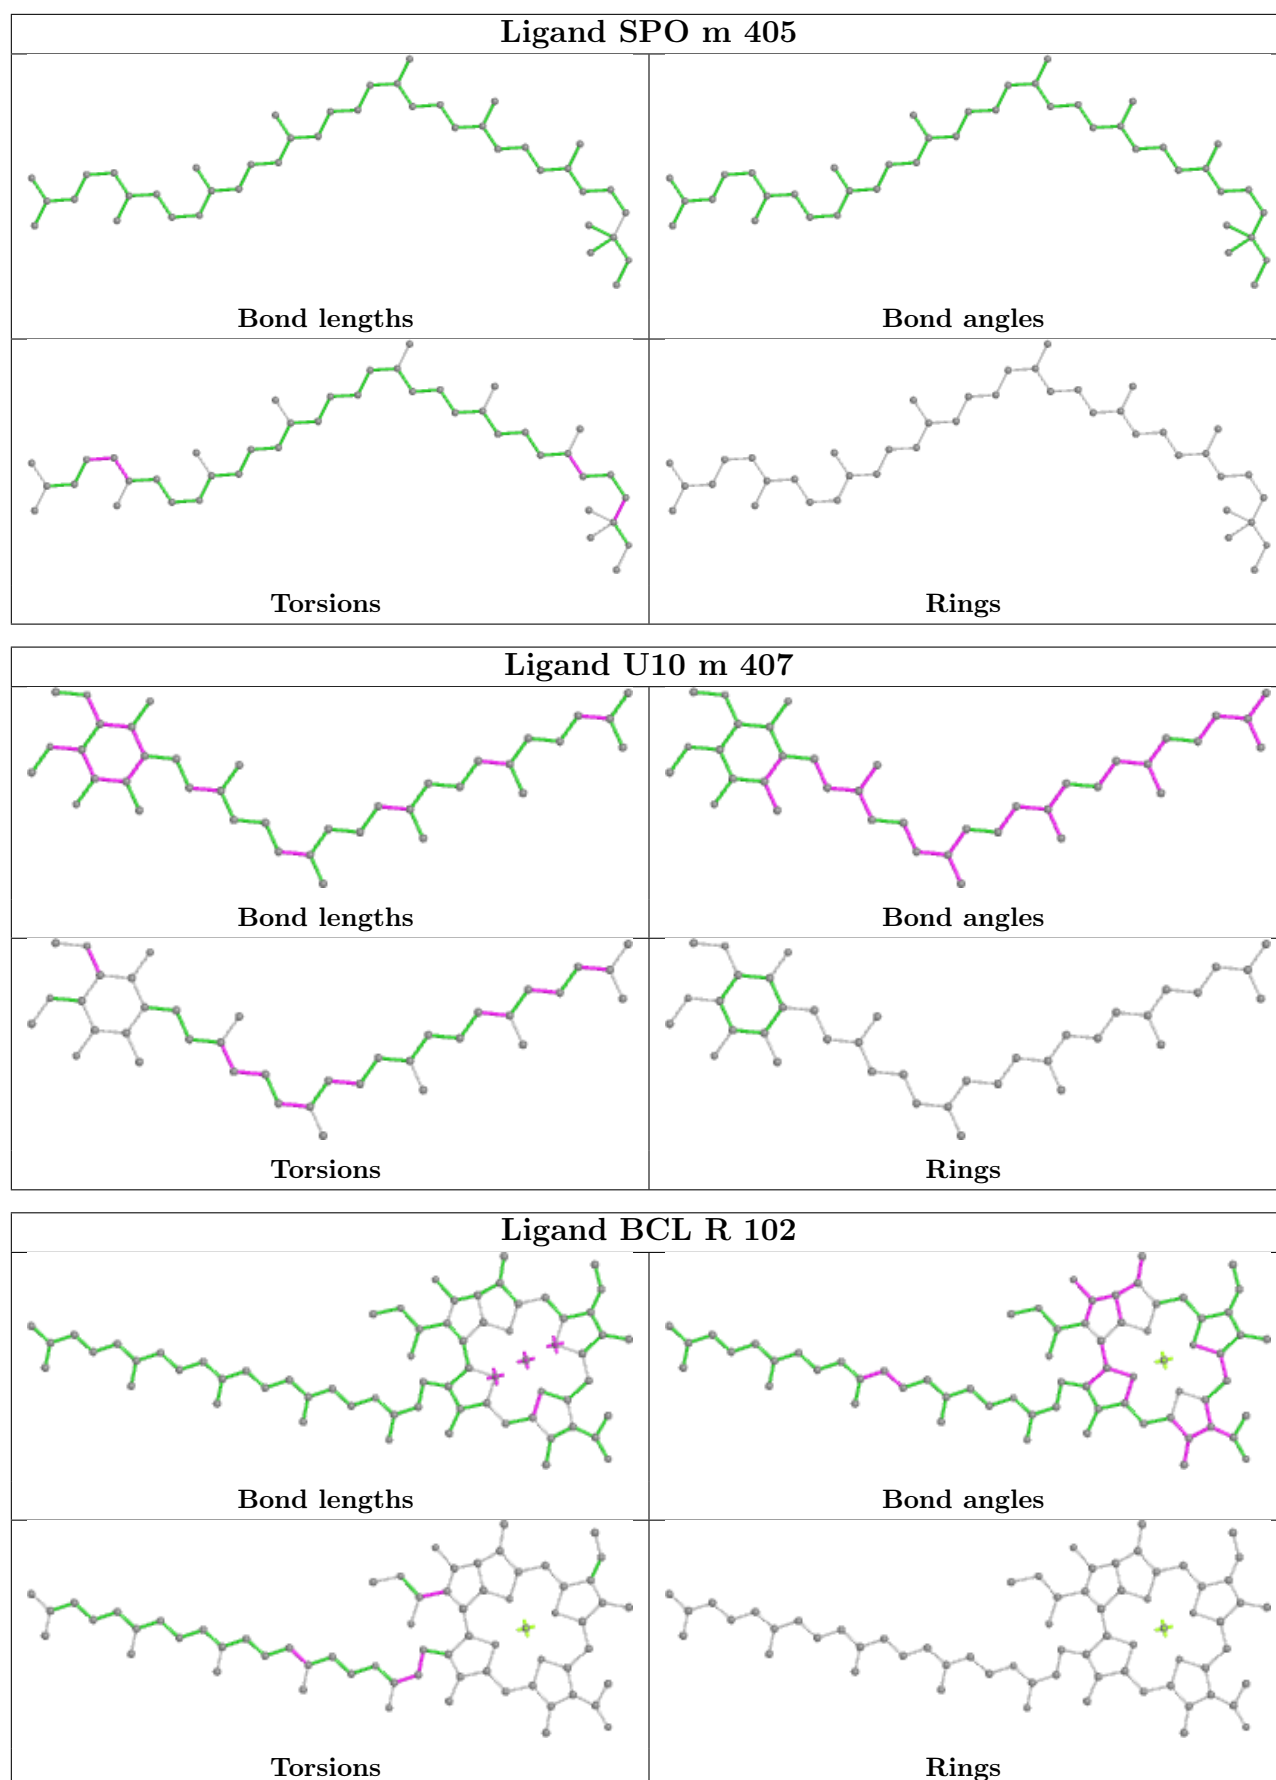 Ligand SPO m 405
Bond lengths
Bond angles
Torsions
Rings
Ligand U10 m 407
Bond lengths
Bond angles
Torsions
Rings
Ligand BCL R 102
Bond lengths
Bond angles
Torsions
Rings